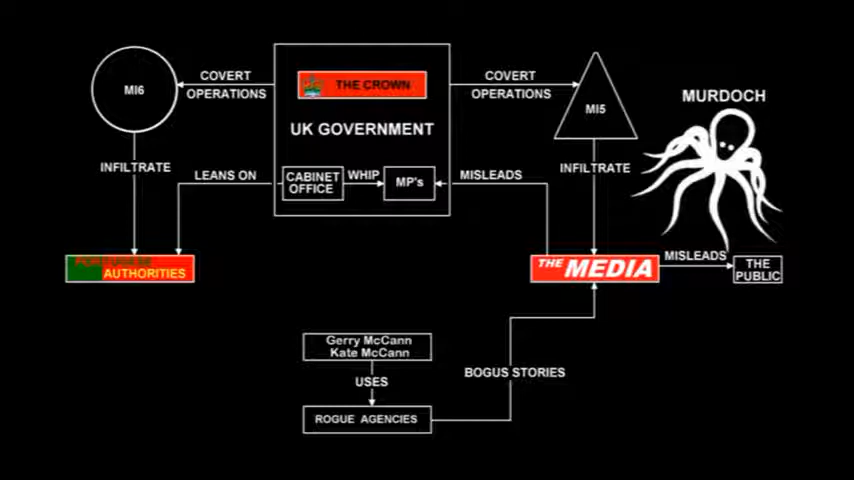 MI6
COVERT
OPERATIONS
THE CROWN
UK GOVERNMENT
COVERT
OPERATIONS
MI5
MURDOCH
INFILTRATE
LEANS ON
CABINET
OFFICE
WHIP
MP's
MISLEADS
INFILTRATE
AUTHORITIES
THE MEDIA
MISLEADS
THE
PUBLIC
Gerry McCann
Kate McCann
USES
BOGUS STORIES
ROGUE AGENCIES